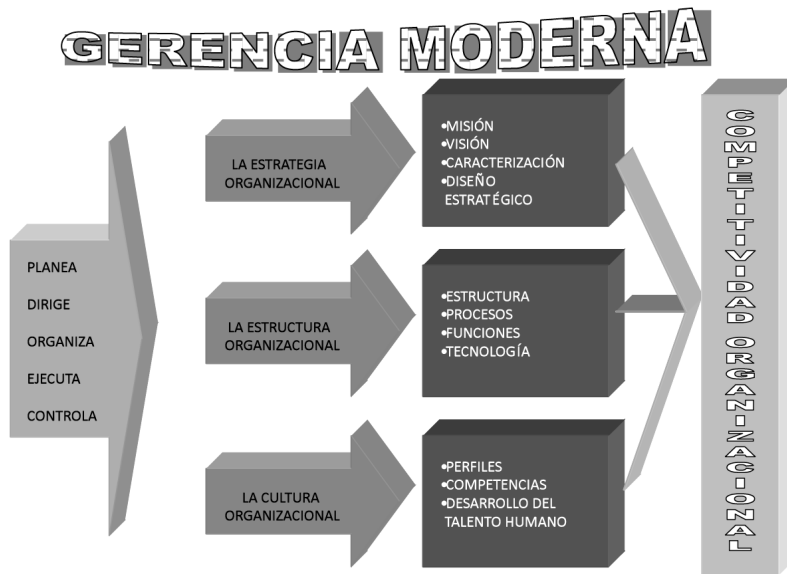 GERENCIA MODERNA
PLANEA
DIRIGE
ORGANIZA
EJECUTA
CONTROLA
LA ESTRATEGIA
ORGANIZACIONAL
•MISIÓN
•VISIÓN
•CARACTERIZACIÓN
•DISEÑO
ESTRATÉGICO
LA ESTRUCTURA
ORGANIZACIONAL
•ESTRUCTURA
•PROCESOS
•FUNCIONES
•TECNOLOGÍA
LA CULTURA
ORGANIZACIONAL
•PERFILES
•COMPETENCIAS
•DESARROLLO DEL
TALENTO HUMANO
COMPETITIVIDAD ORGANIZACIONAL